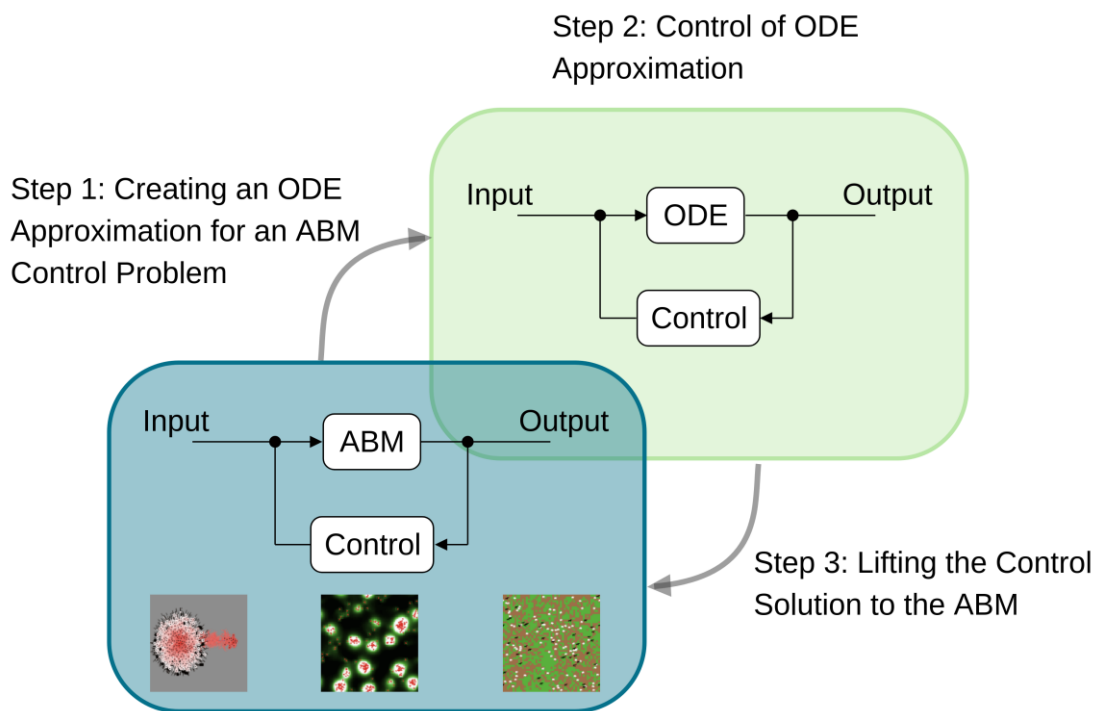 Step 2: Control of ODE
Approximation
Step 1: Creating an ODE
Approximation for an ABM
Control Problem
Input
ODE
Output
Control
Input
ABM
Output
Control
Step 3: Lifting the Control
Solution to the ABM